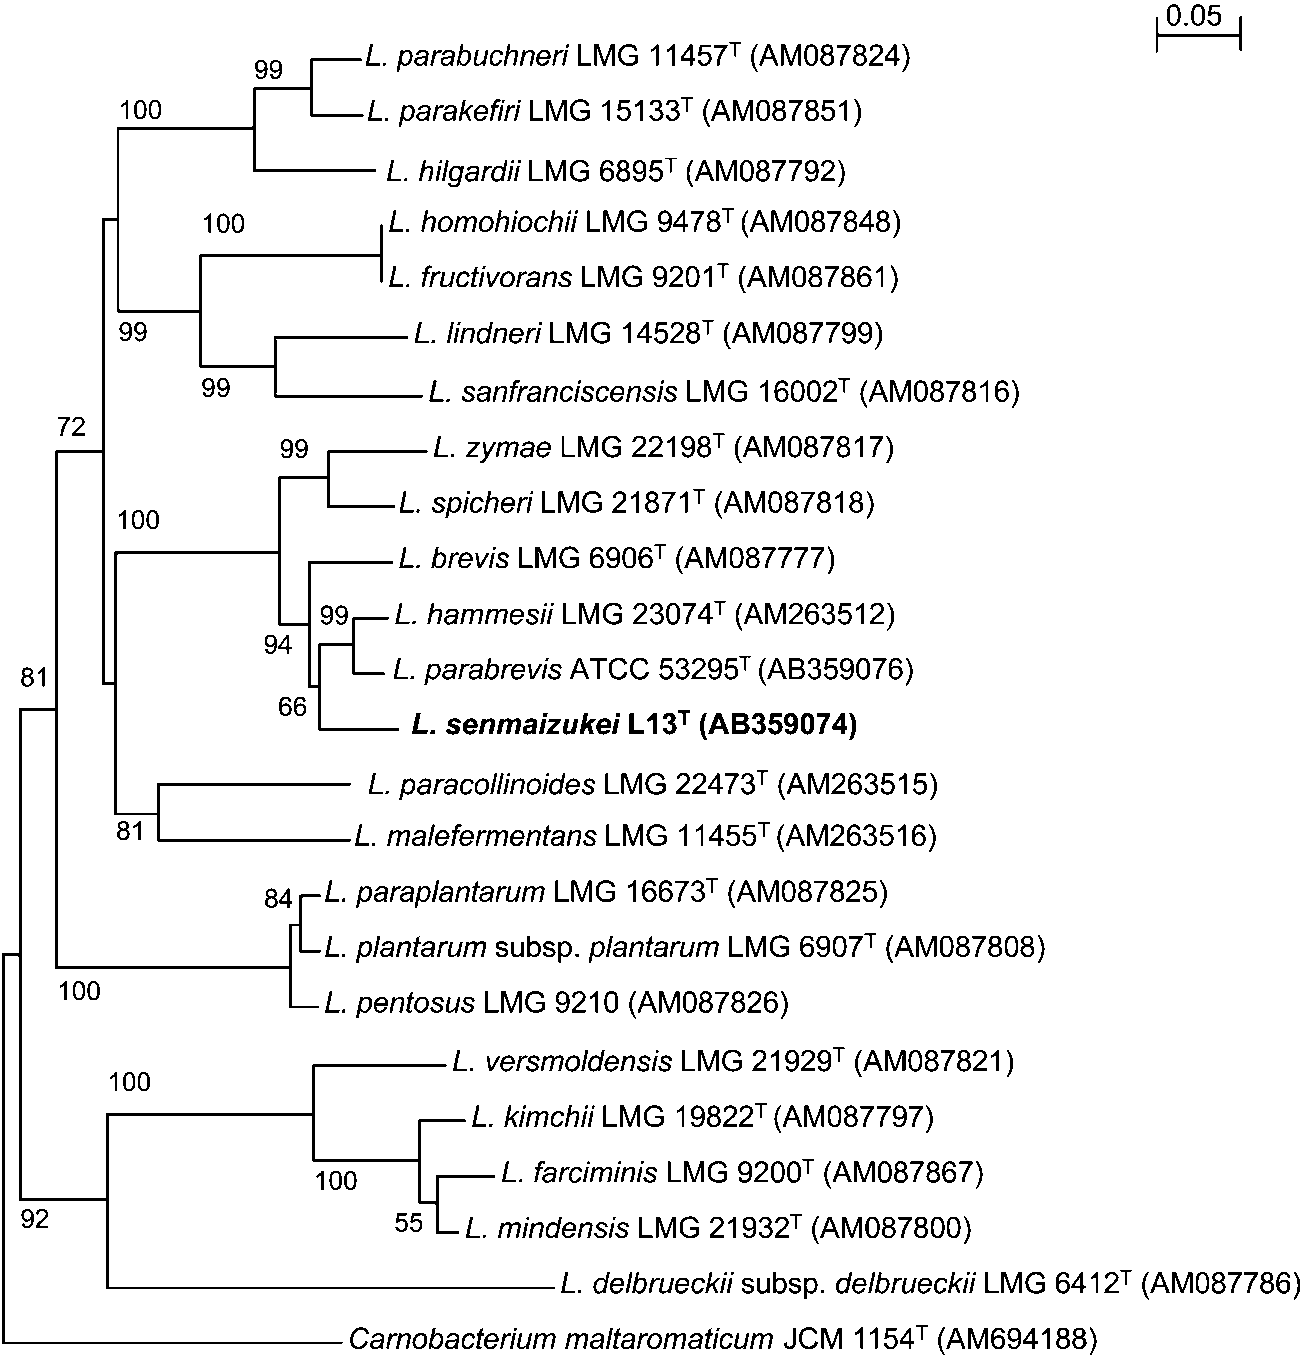 0.05
L. parabuchneri LMG 11457ᵀ (AM087824)
99
100
L. parakefiri LMG 15133ᵀ (AM087851)
L. hilgardii LMG 6895ᵀ (AM087792)
100
L. homohiochii LMG 9478ᵀ (AM087848)
L. fructivorans LMG 9201ᵀ (AM087861)
99
L. lindneri LMG 14528ᵀ (AM087799)
99
L. sanfranciscensis LMG 16002ᵀ (AM087816)
72
99
L. zymae LMG 22198ᵀ (AM087817)
L. spicheri LMG 21871ᵀ (AM087818)
100
L. brevis LMG 6906ᵀ (AM087777)
99
L. hammesii LMG 23074ᵀ (AM263512)
94
L. parabrevis ATCC 53295ᵀ (AB359076)
81
66
L. senmaizukei L13ᵀ (AB359074)
L. paracollinoides LMG 22473ᵀ (AM263515)
81
L. malefermentans LMG 11455ᵀ (AM263516)
84
L. paraplantarum LMG 16673ᵀ (AM087825)
L. plantarum subsp. plantarum LMG 6907ᵀ (AM087808)
100
L. pentosus LMG 9210 (AM087826)
L. versmoldensis LMG 21929ᵀ (AM087821)
100
L. kimchii LMG 19822ᵀ (AM087797)
100
L. farciminis LMG 9200ᵀ (AM087867)
92
55
L. mindensis LMG 21932ᵀ (AM087800)
L. delbrueckii subsp. delbrueckii LMG 6412ᵀ (AM087786)
Carnobacterium maltaromaticum JCM 1154ᵀ (AM694188)